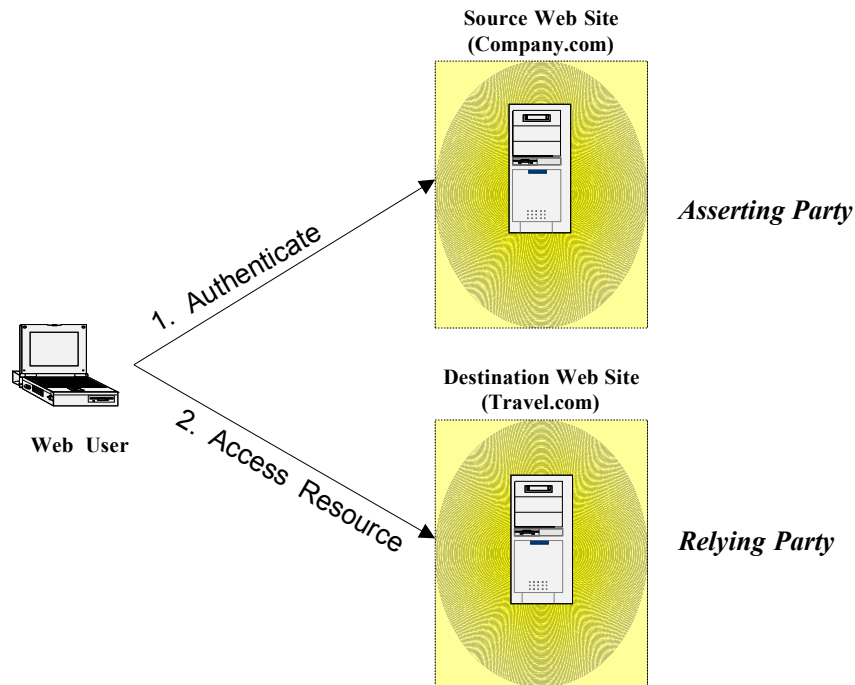 Source Web Site
(Company.com)
Asserting Party
1. Authenticate
Destination Web Site
(Travel.com)
Web User
2. Access Resource
Relying Party